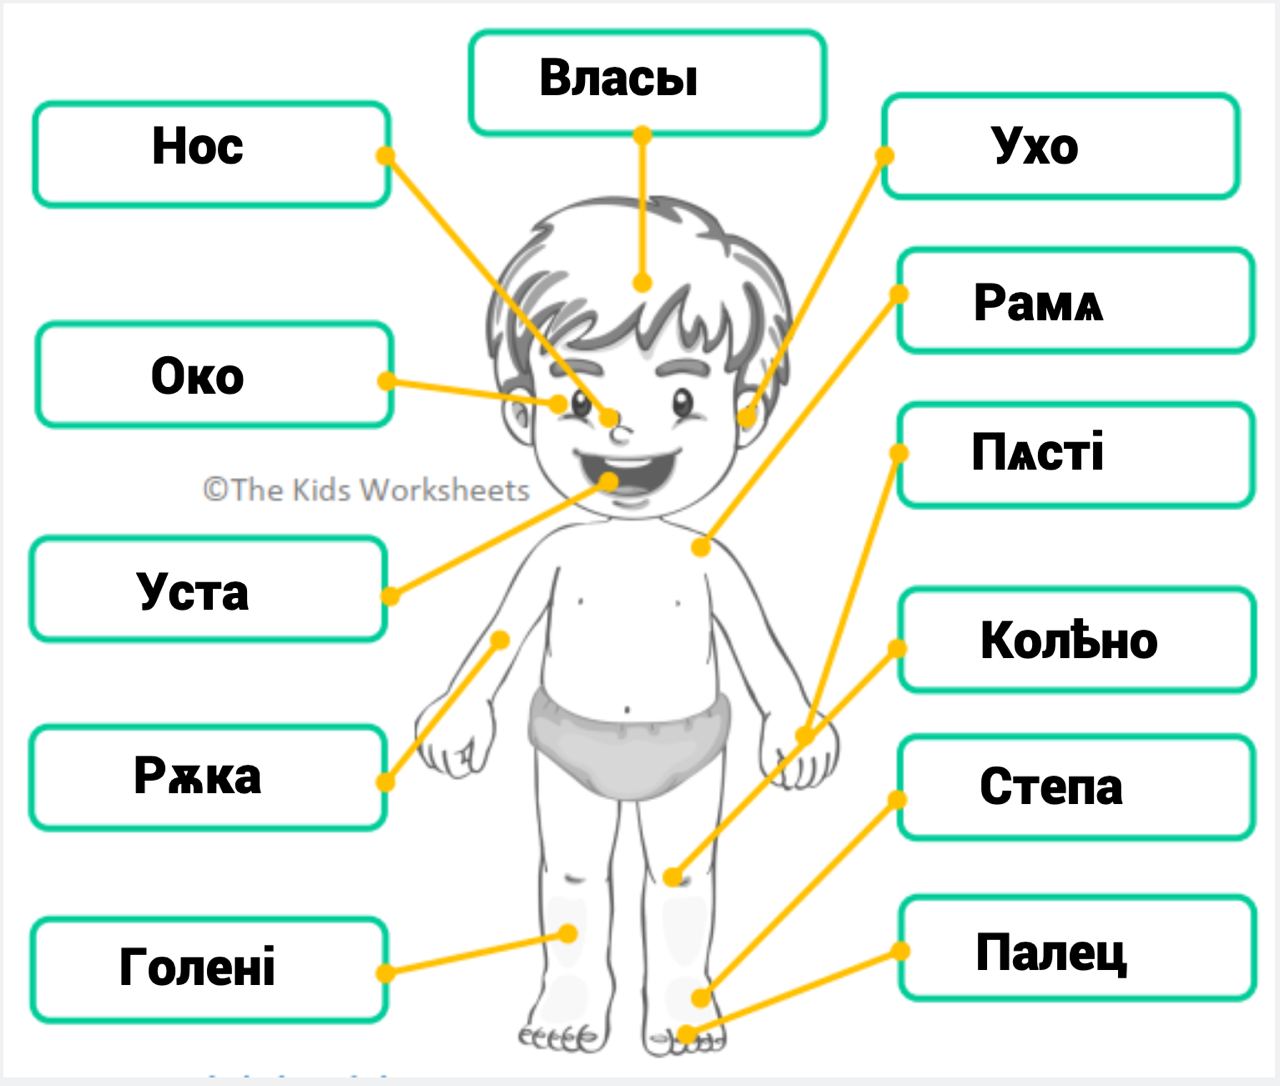 Власы
Нос
Ухо
Рамѧ
Око
Пѧсті
©The Kids Worksheets
Уста
Колѣно
Рѫка
Степа
Голені
Палец